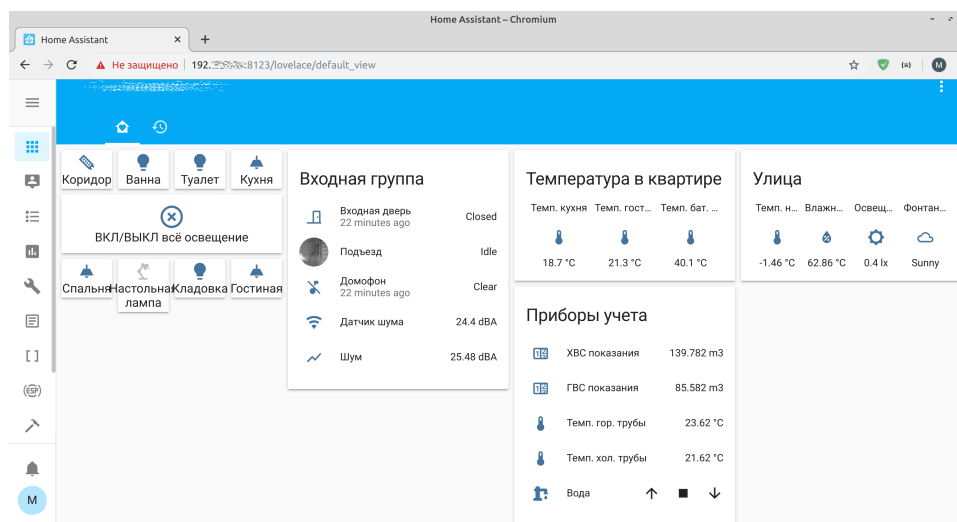 Home Assistant – Chromium
Home Assistant
Не защищено 192. :8123/lovelace/default_view
M
Коридор Ванна Туалет Кухня
ВКЛ/ВЫКЛ всё освещение
Спальня Настольная лампа Кладовка Гостиная
Входная группа
Входная дверь Closed
22 minutes ago
Подъезд Idle
Домофон Clear
22 minutes ago
Датчик шума 24.4 dBA
Шум 25.48 dBA
Температура в квартире
Темп. кухня Темп. гост... Темп. бат. ...
18.7 °C 21.3 °C 40.1 °C
Приборы учета
ХВС показания 139.782 m3
ГВС показания 85.582 m3
Темп. гор. трубы 23.62 °C
Темп. хол. трубы 21.62 °C
Вода
Улица
Темп. н... Влажн... Освещ... Фонтан...
-1.46 °C 62.86 °C 0.4 lx Sunny
(ESP)
M